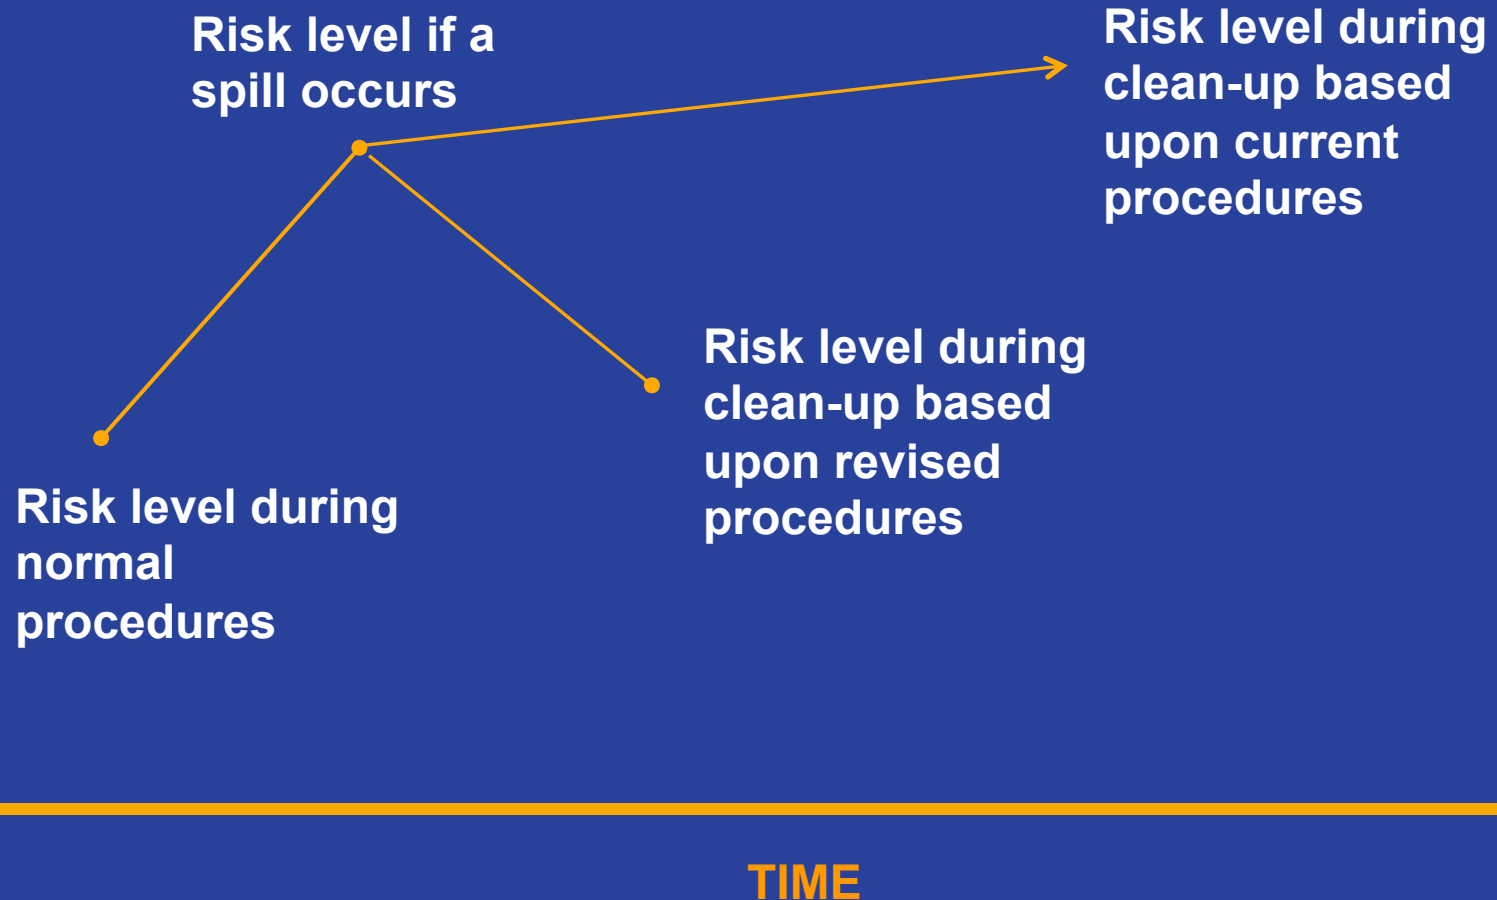 Risk level if a
spill occurs
Risk level during
clean-up based
upon current
procedures
Risk level during
clean-up based
upon revised
procedures
Risk level during
normal
procedures
TIME